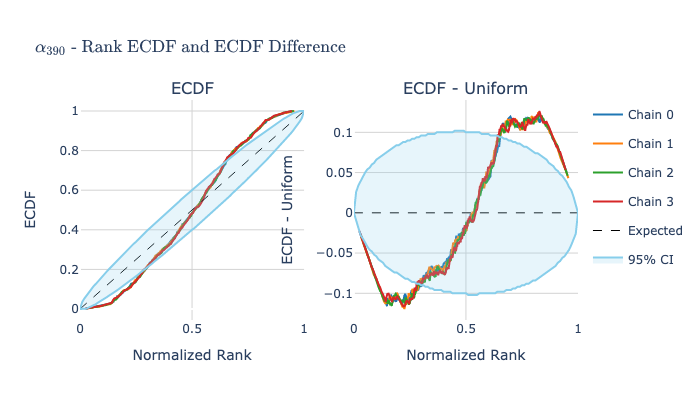 α₃₉₀ - Rank ECDF and ECDF Difference
ECDF
ECDF
1
0.8
0.6
0.4
0.2
0
0
0.5
1
Normalized Rank
ECDF - Uniform
ECDF - Uniform
0.1
0.05
0
−0.05
−0.1
0
0.5
1
Normalized Rank
Chain 0
Chain 1
Chain 2
Chain 3
Expected
95% CI